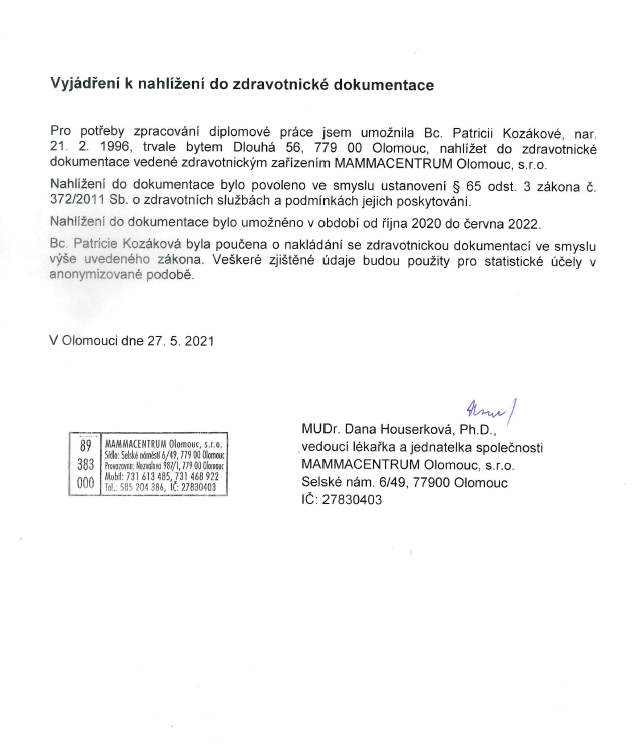 Vyjádření k nahlížení do zdravotnické dokumentace
Pro potřeby zpracování diplomové práce jsem umožnila Bc. Patricii Kozákové, nar.
21. 2. 1996, trvale bytem Dlouhá 56, 779 00 Olomouc, nahlížet do zdravotnické
dokumentace vedené zdravotnickým zařízením MAMMACENTRUM Olomouc, s.r.o.
Nahlížení do dokumentace bylo povoleno ve smyslu ustanovení § 65 odst. 3 zákona č.
372/2011 Sb. o zdravotních službách a podmínkách jejich poskytování.
Nahlížení do dokumentace bylo umožněno v období od října 2020 do června 2022.
Bc. Patricie Kozáková byla poučena o nakládání se zdravotnickou dokumentací ve smyslu
výše uvedeného zákona. Veškeré zjištěné údaje budou použity pro statistické účely v
anonymizované podobě.
V Olomouci dne 27. 5. 2021
MUDr. Dana Houserková, Ph.D.,
vedoucí lékařka a jednatelka společnosti
MAMMACENTRUM Olomouc, s.r.o.
Selské nám. 6/49, 77900 Olomouc
IČ: 27830403
89
383
000
MAMMACENTRUM Olomouc, s.r.o.
Sídlo: Selské náměstí 6/49, 779 00 Olomouc
Provozovna: Nezvalova 987/1, 779 00 Olomouc
Mobil: 731 613 485, 731 468 922
Tel.: 585 204 386, IČ: 27830403